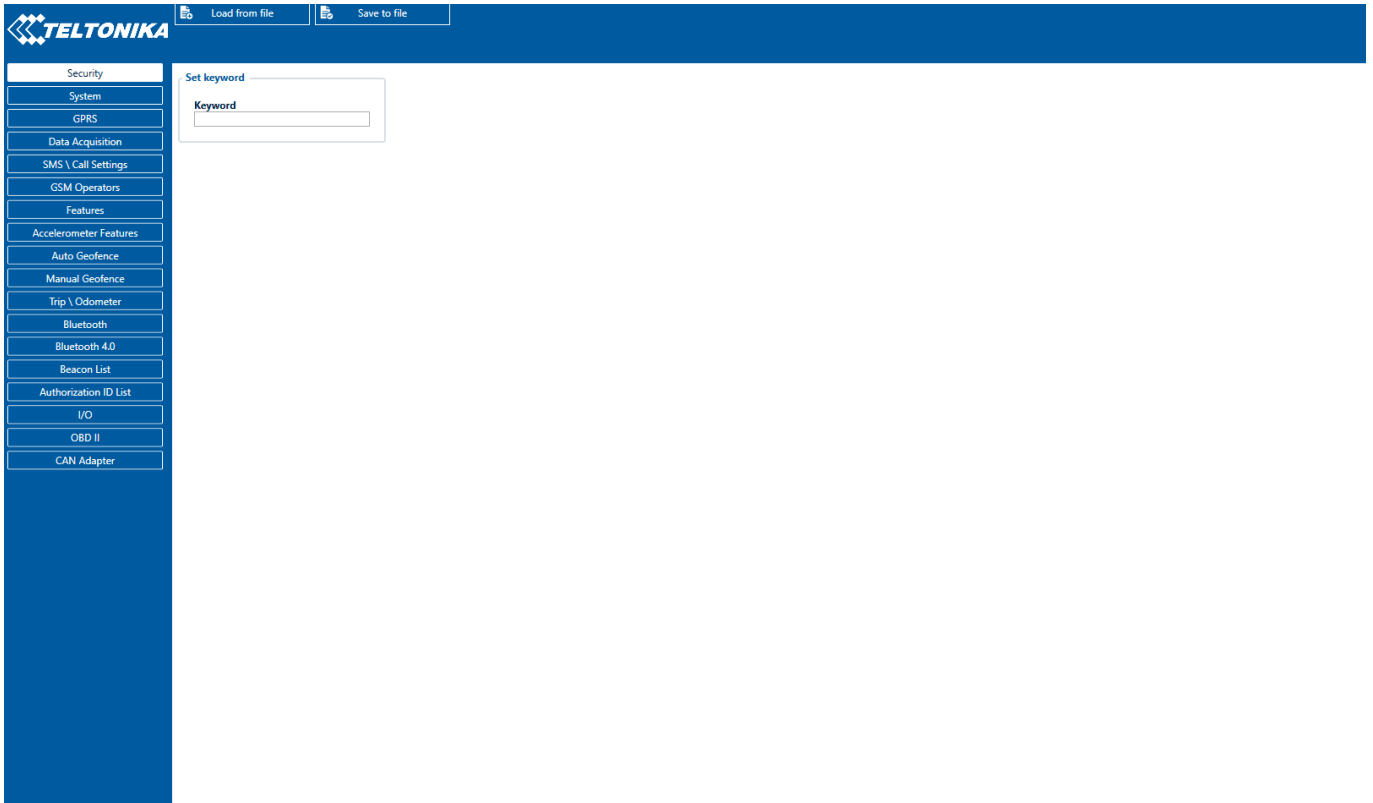 TELTONIKA
Load from file
Save to file
Security
System
GPRS
Data Acquisition
SMS \ Call Settings
GSM Operators
Features
Accelerometer Features
Auto Geofence
Manual Geofence
Trip \ Odometer
Bluetooth
Bluetooth 4.0
Beacon List
Authorization ID List
I/O
OBD II
CAN Adapter
Set keyword
Keyword